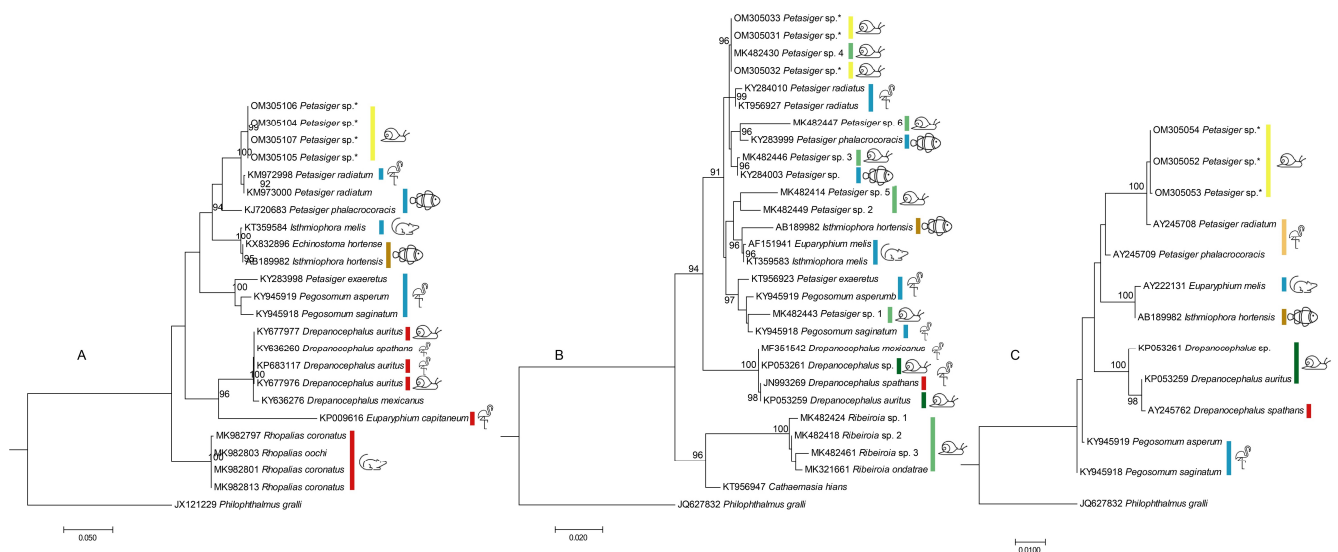 OM305106 Petasiger sp.*
99
OM305104 Petasiger sp.*
OM305107 Petasiger sp.*
100
OM305105 Petasiger sp.*
KM972998 Petasiger radiatum
92
KM973000 Petasiger radiatum
94
KJ720683 Petasiger phalacrocoracis
KT359584 Isthmiophora melis
100
KX832896 Echinostoma hortense
95
AB189982 Isthmiophora hortensis
KY283998 Petasiger exaeretus
100
KY945919 Pegosomum asperum
KY945918 Pegosomum saginatum
KY677977 Drepanocephalus auritus
A
KY636260 Drepanocephalus spathans
KP683117 Drepanocephalus auritus
100
KY677976 Drepanocephalus auritus
96
KY636276 Drepanocephalus mexicanus
KP009616 Euparyphium capitaneum
MK982797 Rhopalias coronatus
MK982803 Rhopalias oochi
100
MK982801 Rhopalias coronatus
MK982813 Rhopalias coronatus
JX121229 Philophthalmus gralli
0.050
OM305033 Petasiger sp.*
96
OM305031 Petasiger sp.*
MK482430 Petasiger sp. 4
OM305032 Petasiger sp.*
KY284010 Petasiger radiatus
99
KT956927 Petasiger radiatus
MK482447 Petasiger sp. 6
96
KY283999 Petasiger phalacrocoracis
MK482446 Petasiger sp. 3
96
91
KY284003 Petasiger sp.
MK482414 Petasiger sp. 5
MK482449 Petasiger sp. 2
AB189982 Isthmiophora hortensis
96
AF151941 Euparyphium melis
96
KT359583 Isthmiophora melis
94
KT956923 Petasiger exaeretus
97
KY945919 Pegosomum asperumb
MK482443 Petasiger sp. 1
KY945918 Pegosomum saginatum
B
MF351542 Drepanocephalus mexicanus
100
KP053261 Drepanocephalus sp.
JN993269 Drepanocephalus spathans
98
KP053259 Drepanocephalus auritus
MK482424 Ribeiroia sp. 1
100
MK482418 Ribeiroia sp. 2
96
MK482461 Ribeiroia sp. 3
MK321661 Ribeiroia ondatrae
KT956947 Cathaemasia hians
JQ627832 Philophthalmus gralli
0.020
OM305054 Petasiger sp.*
OM305052 Petasiger sp.*
100
OM305053 Petasiger sp.*
AY245708 Petasiger radiatum
AY245709 Petasiger phalacrocoracis
AY222131 Euparyphium melis
100
AB189982 Isthmiophora hortensis
C
KP053261 Drepanocephalus sp.
100
KP053259 Drepanocephalus auritus
98
AY245762 Drepanocephalus spathans
KY945919 Pegosomum asperum
KY945918 Pegosomum saginatum
JQ627832 Philophthalmus gralli
0.0100